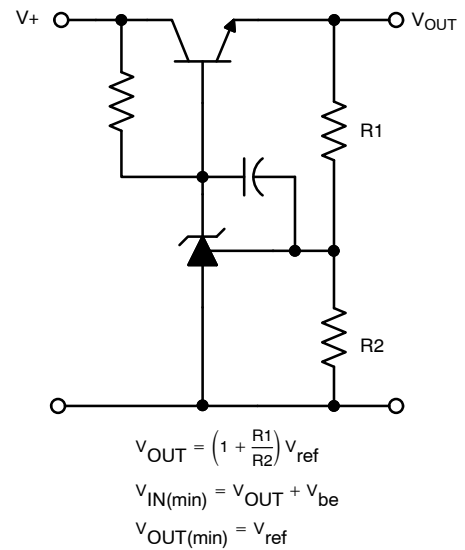 V+
VOUT
R1
R2
VOUT = (1 + R1/R2) Vref
VIN(min) = VOUT + Vbe
VOUT(min) = Vref